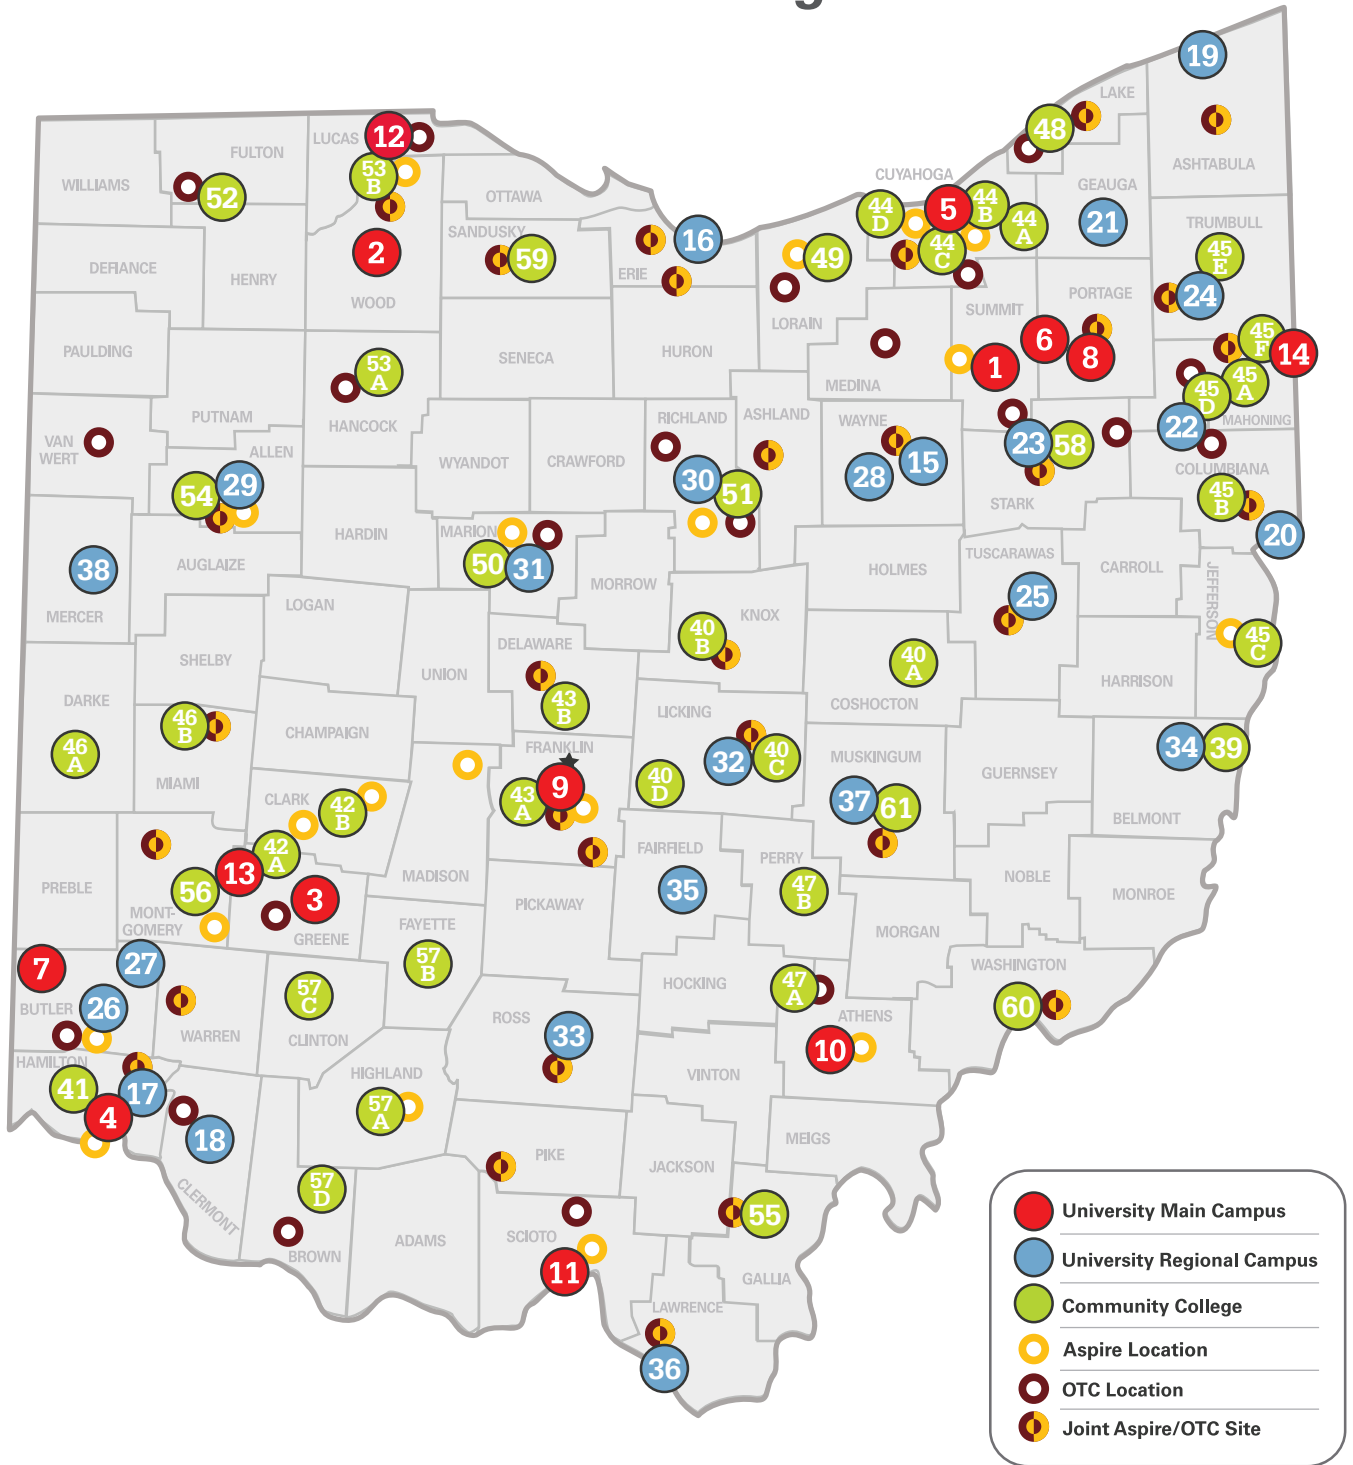 19
LAKE
48
12
LUCAS
ASHTABULA
FULTON
53
B
CUYAHOGA
WILLIAMS
GEAUGA
52
OTTAWA
44
D
5
44
B
44
A
21
TRUMBULL
SANDUSKY
16
2
59
44
C
49
45
E
DEFIANCE
HENRY
ERIE
WOOD
PORTAGE
24
SUMMIT
LORAIN
6
45
F
14
PAULDING
SENECA
HURON
8
1
53
A
MEDINA
45
A
45
D
PUTNAM
RICHLAND
ASHLAND
WAYNE
MAHONING
HANCOCK
22
VAN
WERT
ALLEN
23
58
WYANDOT
CRAWFORD
15
COLUMBIANA
29
30
28
54
51
45
B
STARK
MARION
HARDIN
20
TUSCARAWAS
AUGLAIZE
50
31
38
HOLMES
CARROLL
MORROW
JEFFERSON
LOGAN
25
MERCER
KNOX
40
B
DELAWARE
45
C
SHELBY
40
A
UNION
HARRISON
DARKE
COSHOCTON
43
B
LICKING
46
B
CHAMPAIGN
FRANKLIN
34
39
46
A
MUSKINGUM
32
40
C
GUERNSEY
MIAMI
9
40
D
CLARK
43
A
37
61
42
B
BELMONT
FAIRFIELD
42
A
PERRY
13
MADISON
NOBLE
PREBLE
56
3
35
47
B
MONROE
PICKAWAY
MONT-
GOMERY
FAYETTE
GREENE
MORGAN
27
57
B
WASHINGTON
7
HOCKING
47
A
57
C
26
60
BUTLER
ROSS
ATHENS
WARREN
33
CLINTON
10
HAMILTON
HIGHLAND
VINTON
41
17
57
A
4
18
MEIGS
PIKE
JACKSON
57
D
CLERMONT
55
SCIOTO
ADAMS
BROWN
11
GALLIA
LAWRENCE
36
University Main Campus
University Regional Campus
Community College
Aspire Location
OTC Location
Joint Aspire/OTC Site